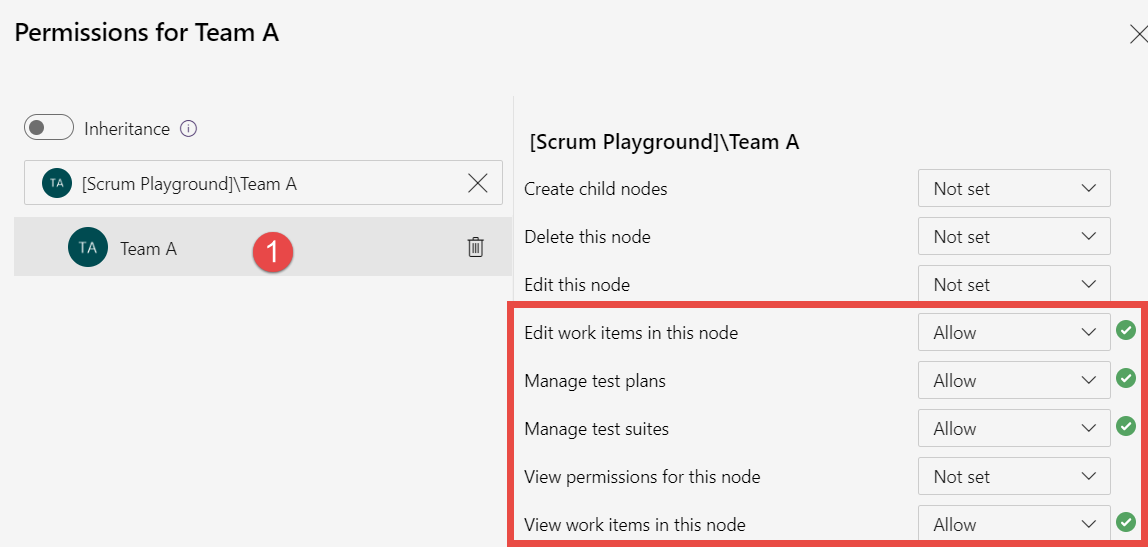 Permissions for Team A
Inheritance
TA [Scrum Playground]\Team A
TA Team A 1
[Scrum Playground]\Team A
Create child nodes Not set
Delete this node Not set
Edit this node Not set
Edit work items in this node Allow
Manage test plans Allow
Manage test suites Allow
View permissions for this node Not set
View work items in this node Allow